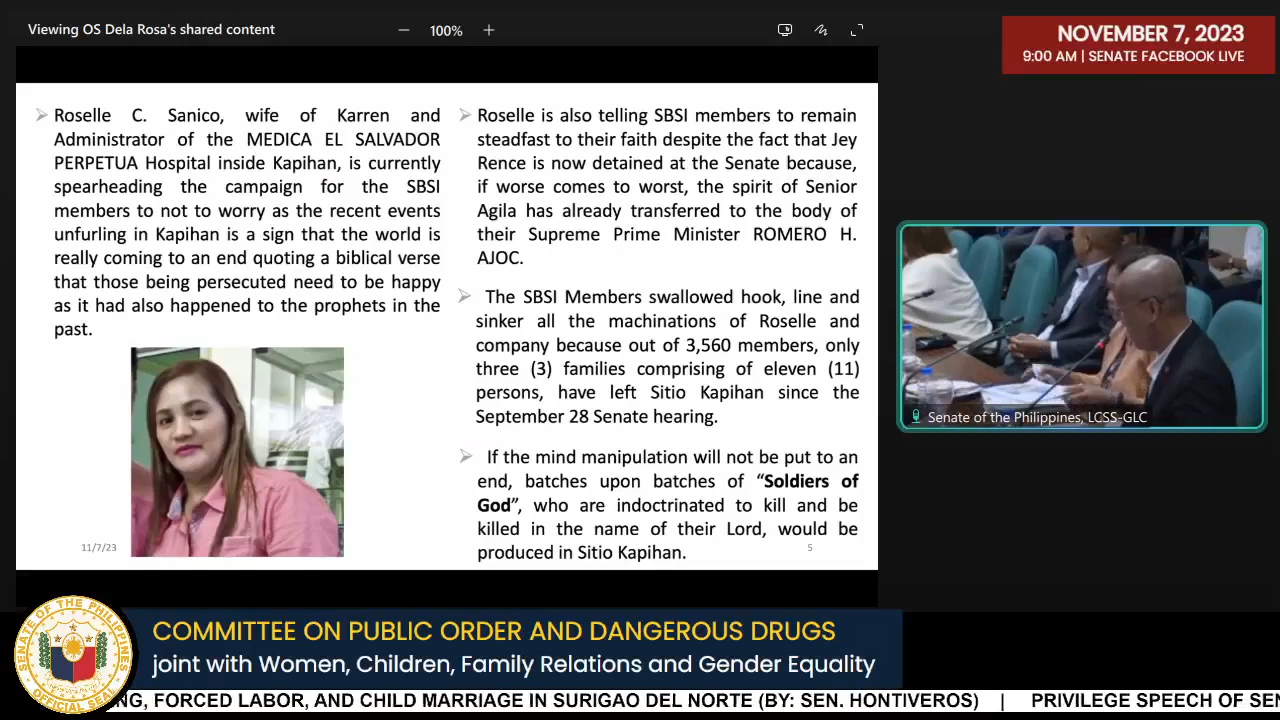 Viewing OS Dela Rosa's shared content
100%
NOVEMBER 7, 2023
9:00 AM | SENATE FACEBOOK LIVE
Roselle C. Sanico, wife of Karren and
Administrator of the MEDICA EL SALVADOR
PERPETUA Hospital inside Kapihan, is currently
spearheading the campaign for the SBSI
members to not to worry as the recent events
unfurling in Kapihan is a sign that the world is
really coming to an end quoting a biblical verse
that those being persecuted need to be happy
as it had also happened to the prophets in the
past.
11/7/23
Roselle is also telling SBSI members to remain
steadfast to their faith despite the fact that Jey
Rence is now detained at the Senate because,
if worse comes to worst, the spirit of Senior
Agila has already transferred to the body of
their Supreme Prime Minister ROMERO H.
AJOC.
The SBSI Members swallowed hook, line and
sinker all the machinations of Roselle and
company because out of 3,560 members, only
three (3) families comprising of eleven (11)
persons, have left Sitio Kapihan since the
September 28 Senate hearing.
If the mind manipulation will not be put to an
end, batches upon batches of “Soldiers of
God”, who are indoctrinated to kill and be
killed in the name of their Lord, would be
produced in Sitio Kapihan.
5
Senate of the Philippines, LCSS-GLC
SENATE OF THE PHILIPPINES
OFFICIAL SEAL
COMMITTEE ON PUBLIC ORDER AND DANGEROUS DRUGS
joint with Women, Children, Family Relations and Gender Equality
NG, FORCED LABOR, AND CHILD MARRIAGE IN SURIGAO DEL NORTE (BY: SEN. HONTIVEROS) | PRIVILEGE SPEECH OF SEN